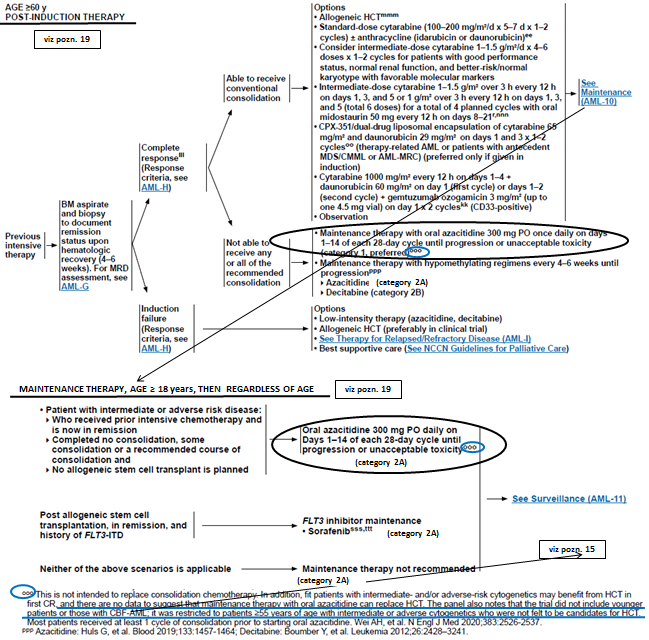 AGE ≥60 y
POST-INDUCTION THERAPY
viz pozn. 19
Previous
intensive
therapy
BM aspirate
and biopsy
to document
remission
status upon
hematologic
recovery (4–6
weeks). For MRD
assessment, see
AML-G
Complete
response
(Response
criteria, see
AML-H)
Induction
failure
(Response
criteria, see
AML-H)
Able to receive
conventional
consolidation
Not able to
receive any
or all of the
recommended
consolidation
Options
• Allogeneic HCTmmm
• Standard-dose cytarabine (100–200 mg/m²/d x 5–7 d x 1–2
cycles) ± anthracycline (idarubicin or daunorubicin)ee
• Consider intermediate-dose cytarabine 1–1.5 g/m²/d x 4–6
doses x 1–2 cycles for patients with good performance
status, normal renal function, and better-risk/normal
karyotype with favorable molecular markers
• Intermediate-dose cytarabine 1–1.5 g/m² over 3 h every 12 h
on days 1, 3, and 5 or 1 g/m² over 3 h every 12 h on days 1, 3,
and 5 (total 6 doses) for a total of 4 planned cycles with oral
midostaurin 50 mg every 12 h on days 8–21f,nnn
• CPX-351/dual-drug liposomal encapsulation of cytarabine 65
mg/m² and daunorubicin 29 mg/m² on days 1 and 3 x 1–2
cyclesoo (therapy-related AML or patients with antecedent
MDS/CMML or AML-MRC) (preferred only if given in
induction)
• Cytarabine 1000 mg/m² every 12 h on days 1–4 +
daunorubicin 60 mg/m² on day 1 (first cycle) or days 1–2
(second cycle) + gemtuzumab ozogamicin 3 mg/m² (up to
one 4.5 mg vial) on day 1 x 2 cycleskk (CD33-positive)
• Observation
See
Maintenance
(AML-10)
• Maintenance therapy with oral azacitidine 300 mg PO once daily on days
1–14 of each 28-day cycle until progression or unacceptable toxicity
(category 1, preferred)ooo
• Maintenance therapy with hypomethylating regimens every 4–6 weeks until
progressionppp
▸ Azacitidine (category 2A)
▸ Decitabine (category 2B)
Options
• Low-intensity therapy (azacitidine, decitabine)
• Allogeneic HCT (preferably in clinical trial)
• See Therapy for Relapsed/Refractory Disease (AML-I)
• Best supportive care (See NCCN Guidelines for Palliative Care)
MAINTENANCE THERAPY, AGE ≥ 18 years, THEN REGARDLESS OF AGE
viz pozn. 19
• Patient with intermediate or adverse risk disease:
▸ Who received prior intensive chemotherapy and
is now in remission
▸ Completed no consolidation, some
consolidation or a recommended course of
consolidation and
▸ No allogeneic stem cell transplant is planned
Oral azacitidine 300 mg PO daily on
Days 1–14 of each 28-day cycle until
progression or unacceptable toxicityooo
(category 2A)
See Surveillance (AML-11)
Post allogeneic stem cell
transplantation, in remission, and
history of FLT3-ITD
FLT3 inhibitor maintenance
• Sorafenibsss,ttt (category 2A)
viz pozn. 15
Neither of the above scenarios is applicable
Maintenance therapy not recommended
(category 2A)
ooo This is not intended to replace consolidation chemotherapy. In addition, fit patients with intermediate- and/or adverse-risk cytogenetics may benefit from HCT in
first CR, and there are no data to suggest that maintenance therapy with oral azacitidine can replace HCT. The panel also notes that the trial did not include younger
patients or those with CBF-AML; it was restricted to patients ≥55 years of age with intermediate or adverse cytogenetics who were not felt to be candidates for HCT.
Most patients received at least 1 cycle of consolidation prior to starting oral azacitidine. Wei AH, et al. N Engl J Med 2020;383:2526-2537.
ppp Azacitidine: Huls G, et al. Blood 2019;133:1457-1464; Decitabine: Boumber Y, et al. Leukemia 2012;26:2428–3241.